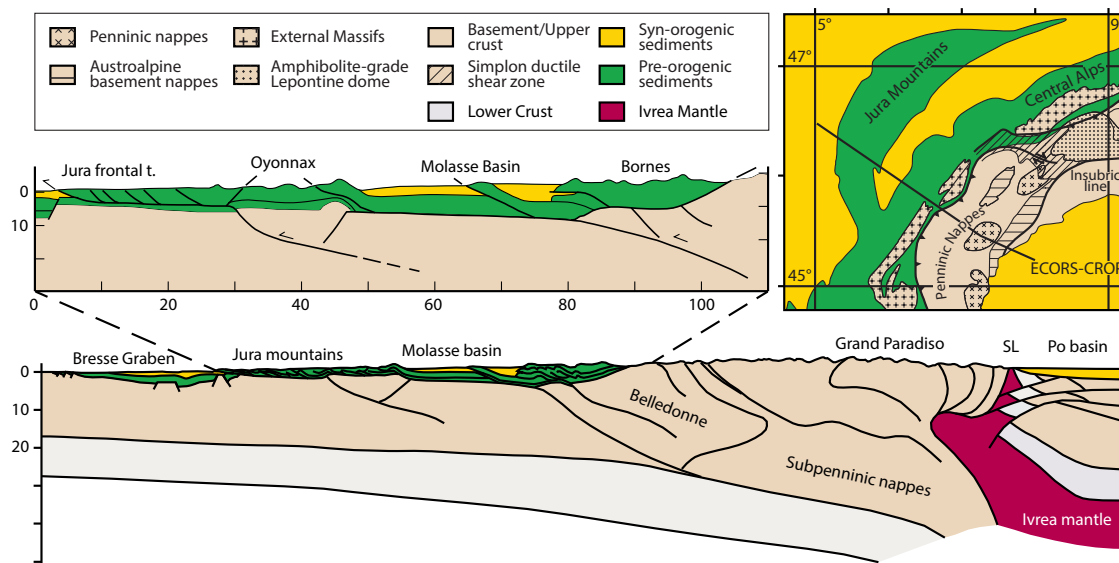 Penninic nappes
External Massifs
Basement/Upper
crust
Syn-orogenic
sediments
Austroalpine
basement nappes
Amphibolite-grade
Lepontine dome
Simplon ductile
shear zone
Pre-orogenic
sediments
Lower Crust
Ivrea Mantle
5°
9
47°
45°
Jura Mountains
Central Alps
Insubric
line
Penninic Nappes
ECORS-CROP
Jura frontal t.
Oyonnax
Molasse Basin
Bornes
0
10
0
20
40
60
80
100
Bresse Graben
Jura mountains
Molasse basin
Grand Paradiso
SL
Po basin
0
10
20
Belledonne
Subpenninic nappes
Ivrea mantle